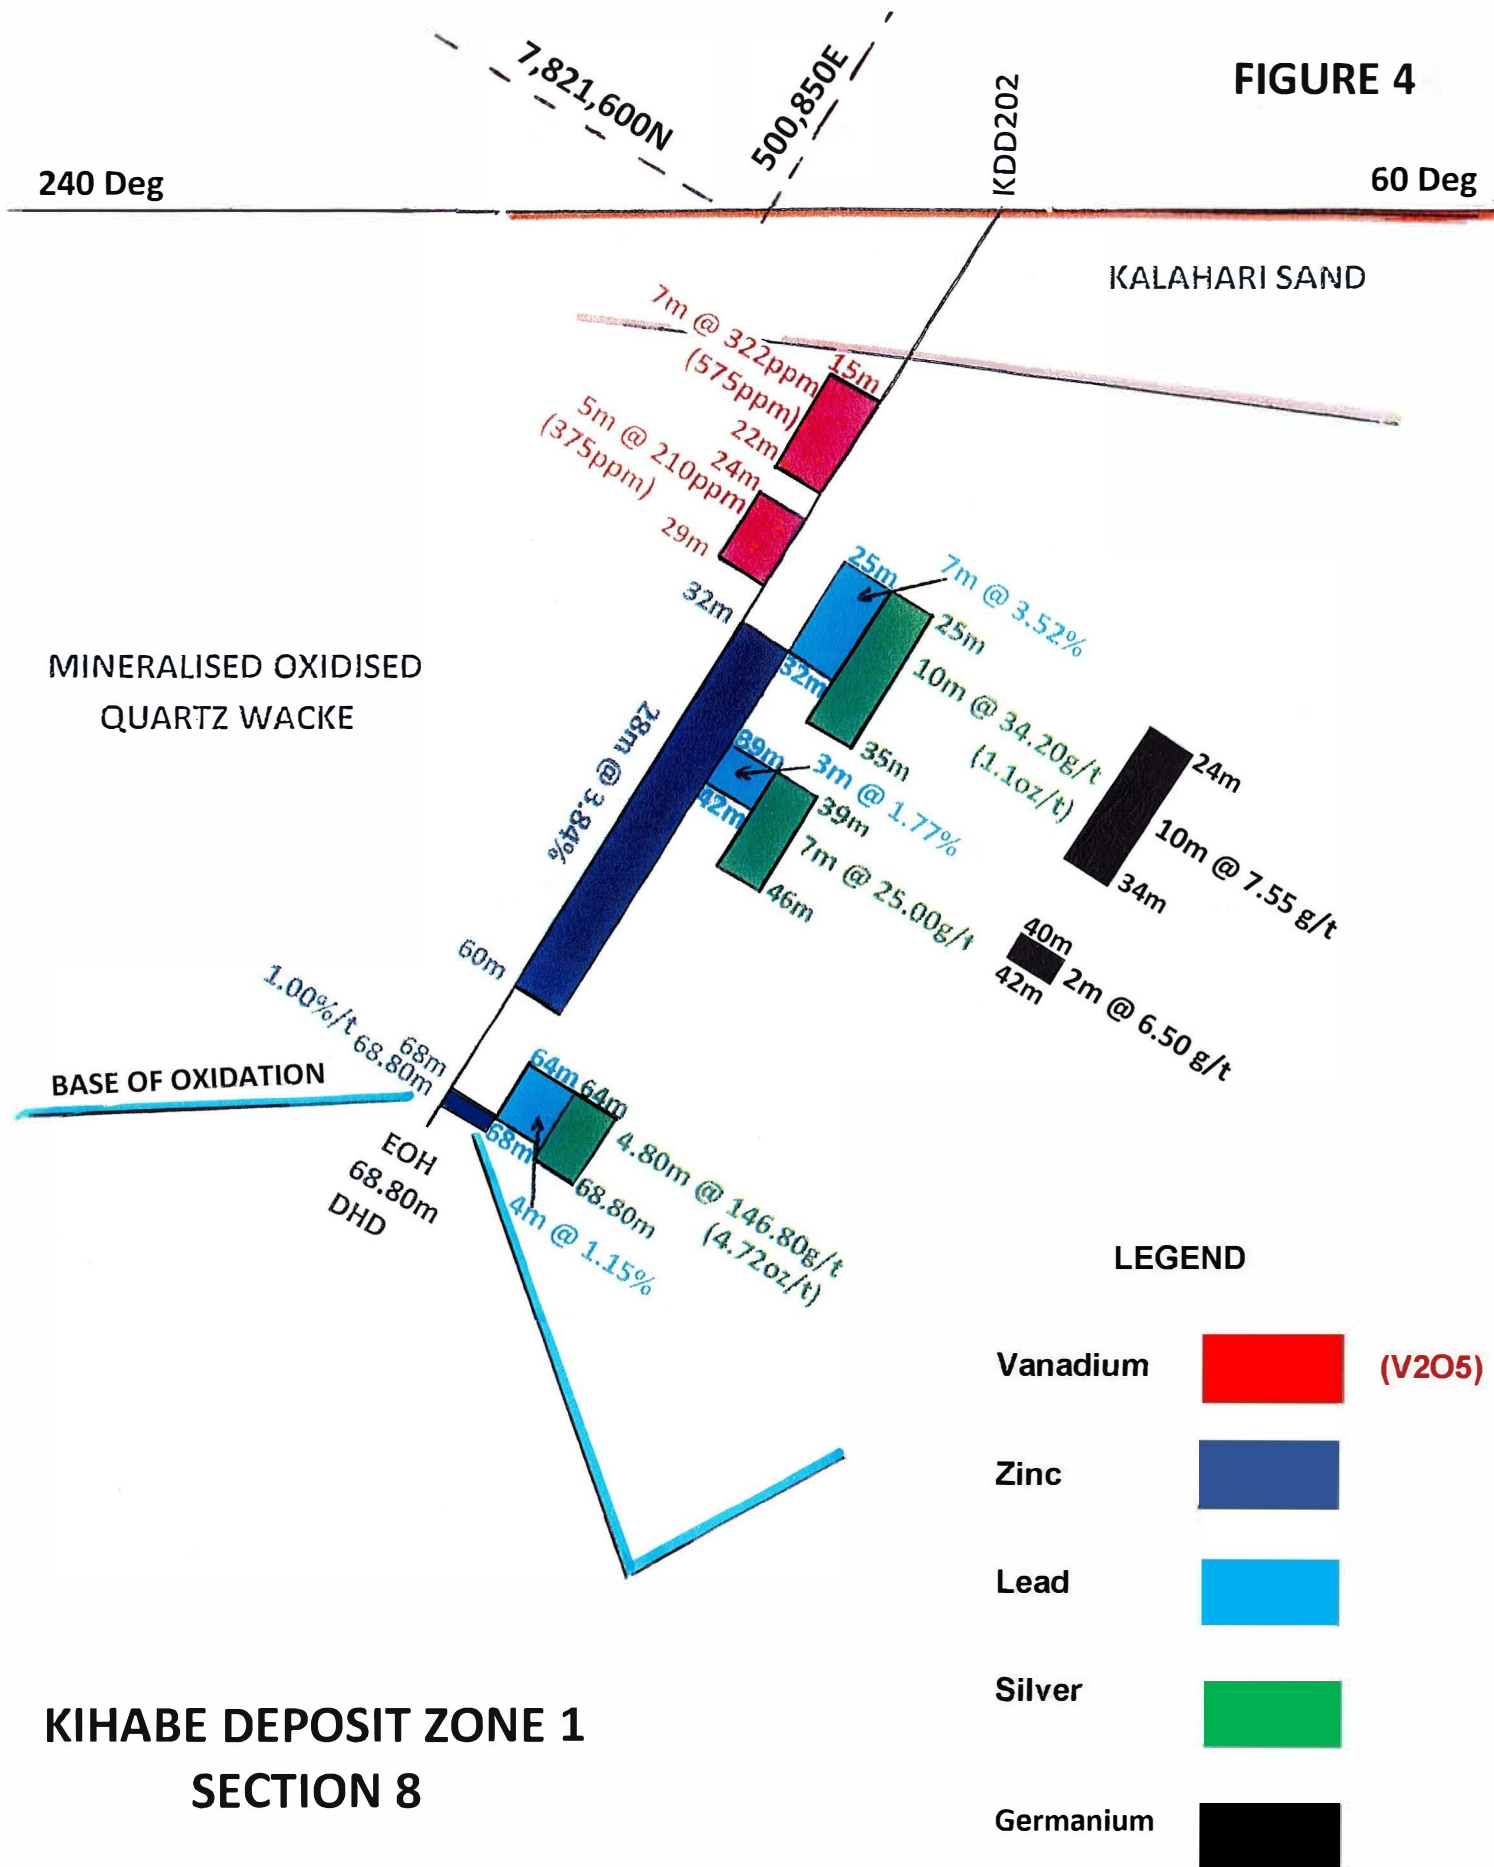 FIGURE 4
7,821,600N
500,850E
KDD202
240 Deg
60 Deg
KALAHARI SAND
7m @ 322ppm
(575ppm)
15m
22m
5m @ 210ppm
(375ppm)
24m
29m
32m
25m
7m @ 3.52%
25m
32m
10m @ 34.20g/t
(1.1oz/t)
35m
MINERALISED OXIDISED
QUARTZ WACKE
28m @ 3.84%
39m
3m @ 1.77%
42m
39m
7m @ 25.00g/t
46m
24m
10m @ 7.55 g/t
34m
40m
42m
2m @ 6.50 g/t
60m
1.00%/t
68m
68.80m
BASE OF OXIDATION
EOH
68.80m
DHD
64m
64m
68m
4.80m @ 146.80g/t
(4.72oz/t)
68.80m
4m @ 1.15%
LEGEND
Vanadium
(V2O5)
Zinc
Lead
Silver
Germanium
KIHABE DEPOSIT ZONE 1
SECTION 8